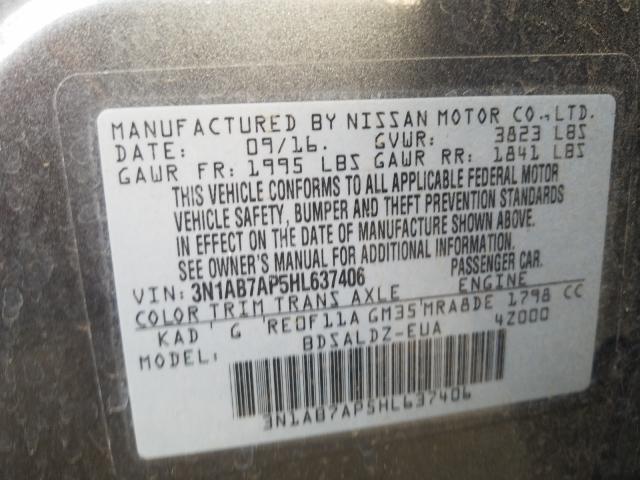 MANUFACTURED BY NISSAN MOTOR CO.,LTD.
DATE: 09/16. GVWR: 3823 LBS
GAWR FR: 1995 LBS GAWR RR: 1841 LBS
THIS VEHICLE CONFORMS TO ALL APPLICABLE FEDERAL MOTOR
VEHICLE SAFETY, BUMPER AND THEFT PREVENTION STANDARDS
IN EFFECT ON THE DATE OF MANUFACTURE SHOWN ABOVE.
SEE OWNER'S MANUAL FOR ADDITIONAL INFORMATION.
VIN: 3N1AB7AP5HL637406 PASSENGER CAR.
COLOR TRIM TRANS AXLE ENGINE
KAD G RE0F11A GM35 MRA8DE 1798 CC
MODEL: BDSALDZ-EUA 42000
3N1AB7AP5HL637406